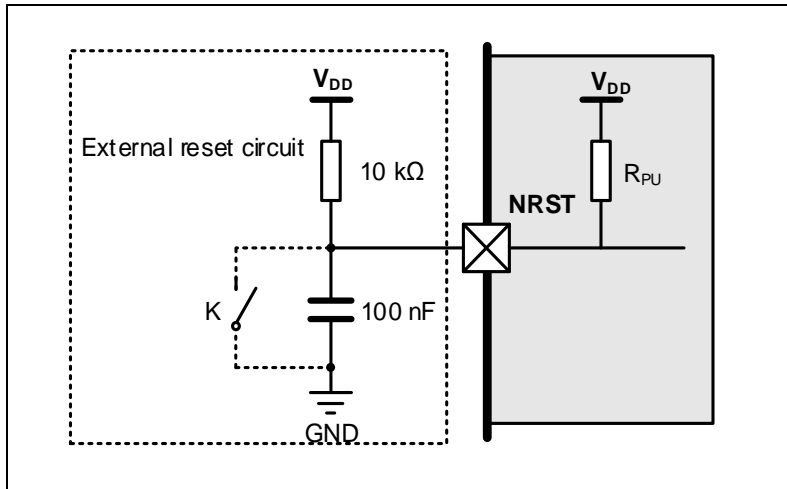 V_DD
V_DD
External reset circuit
10 kΩ
R_PU
NRST
K
100 nF
GND